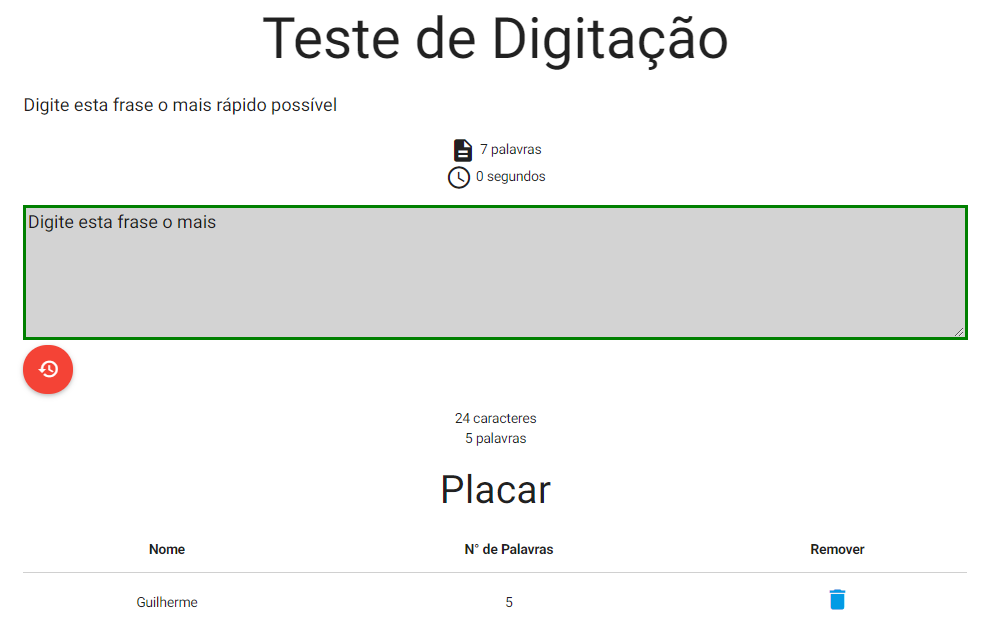 Teste de Digitação
Digite esta frase o mais rápido possível
7 palavras
0 segundos
Digite esta frase o mais
24 caracteres
5 palavras
Placar
Nome N° de Palavras Remover
Guilherme 5